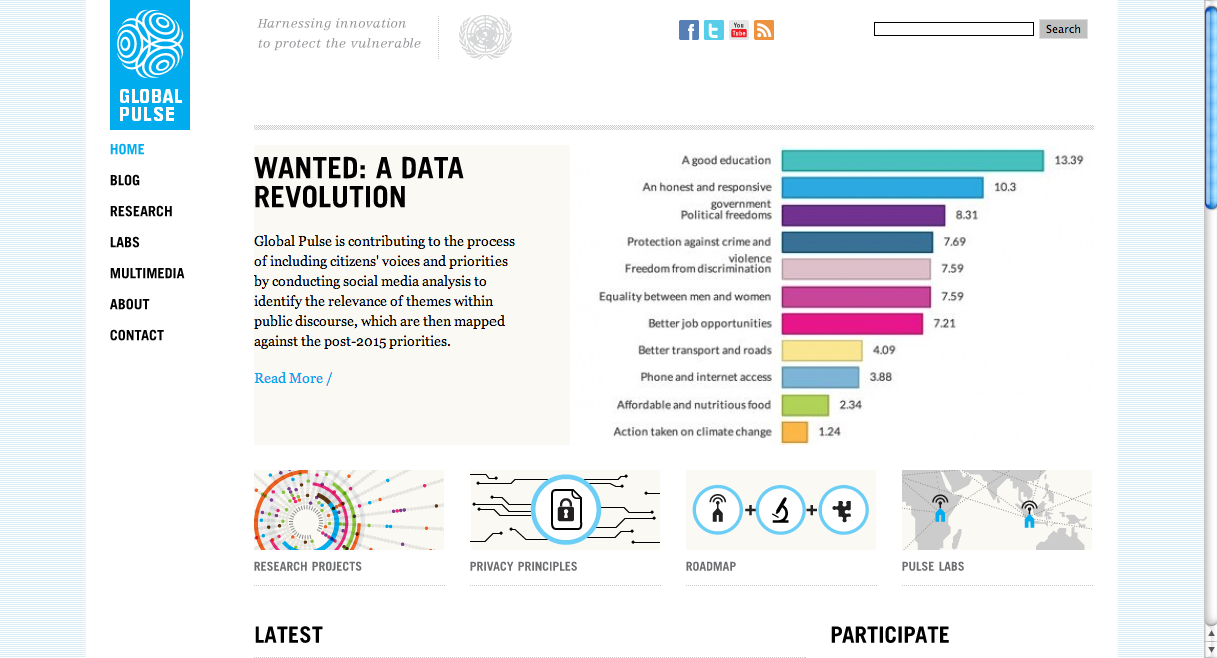 Harnessing innovation
to protect the vulnerable
You
Tube
Search
GLOBAL
PULSE
HOME
BLOG
RESEARCH
LABS
MULTIMEDIA
ABOUT
CONTACT
WANTED: A DATA
REVOLUTION
Global Pulse is contributing to the process
of including citizens' voices and priorities
by conducting social media analysis to
identify the relevance of themes within
public discourse, which are then mapped
against the post-2015 priorities.
Read More /
A good education 13.39
An honest and responsive
government 10.3
Political freedoms 8.31
Protection against crime and
violence 7.69
Freedom from discrimination 7.59
Equality between men and women 7.59
Better job opportunities 7.21
Better transport and roads 4.09
Phone and internet access 3.88
Affordable and nutritious food 2.34
Action taken on climate change 1.24
RESEARCH PROJECTS
PRIVACY PRINCIPLES
ROADMAP
PULSE LABS
LATEST
PARTICIPATE